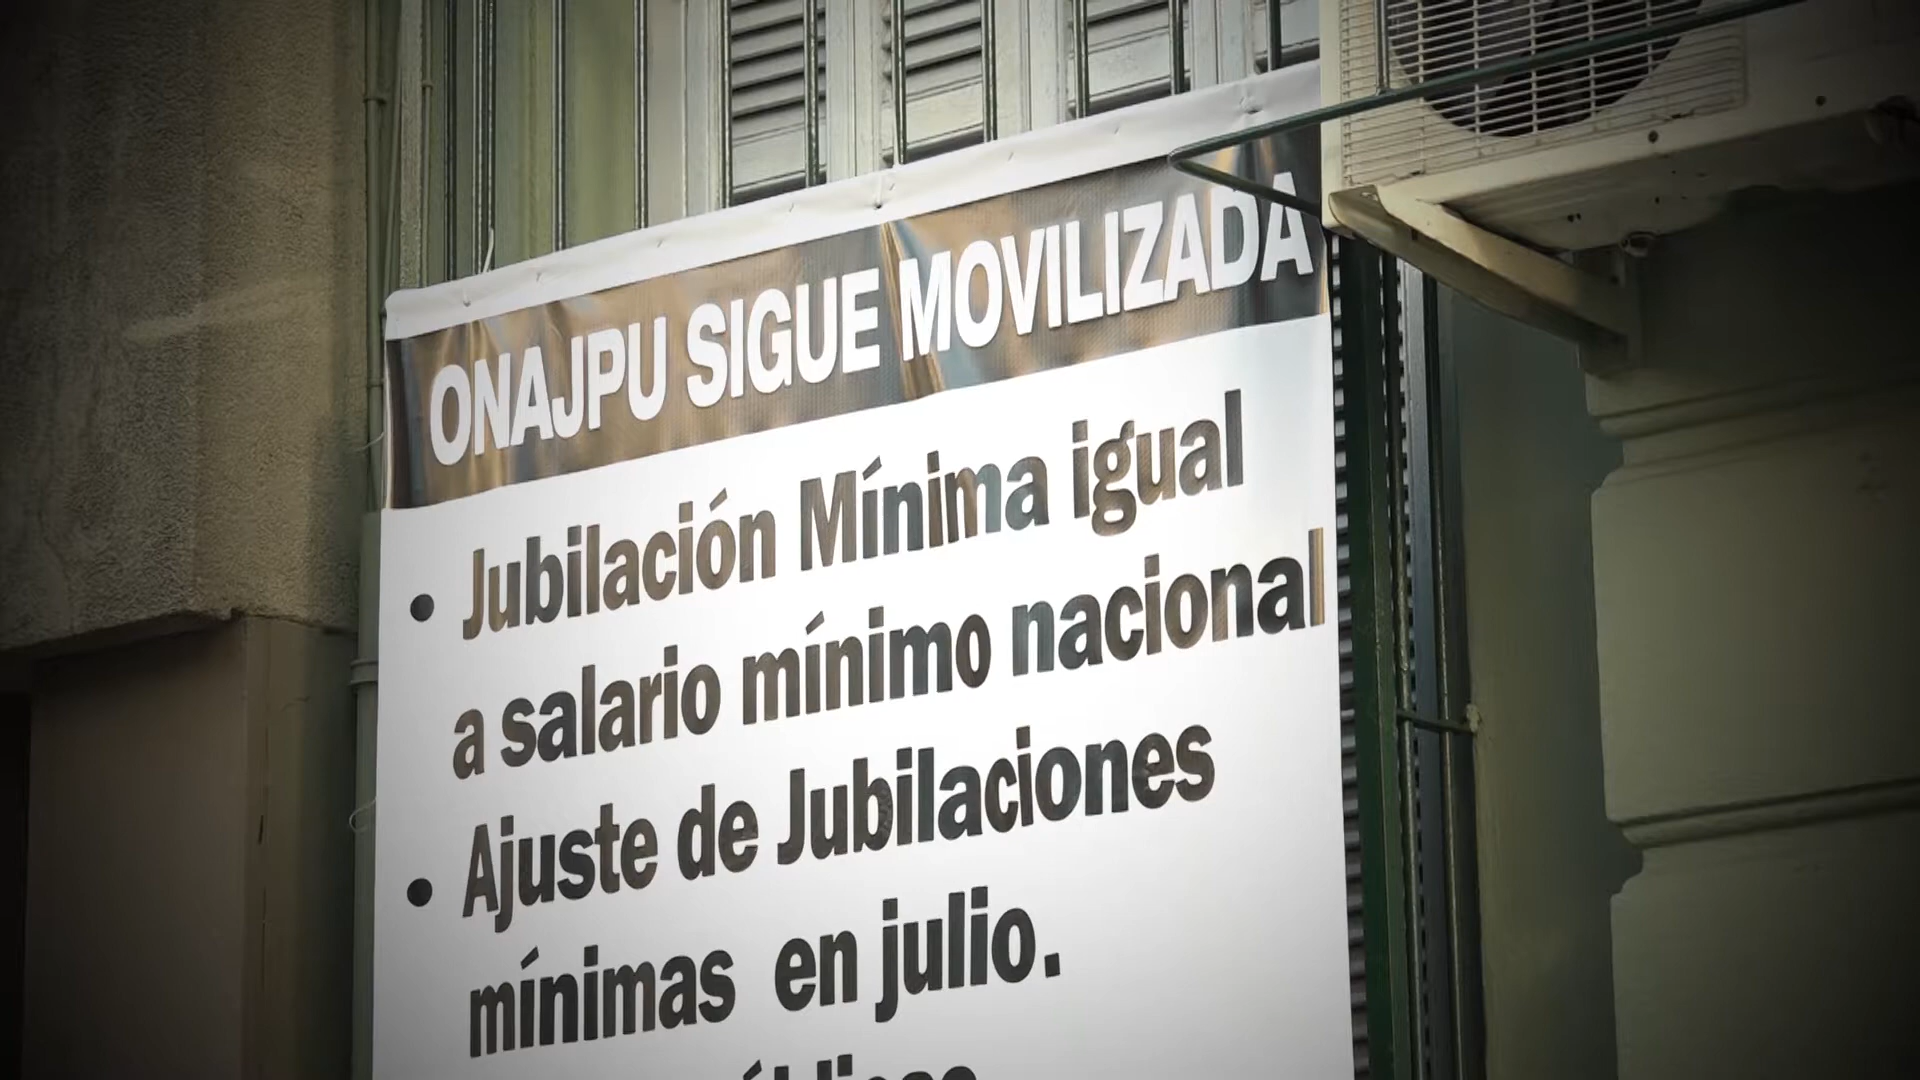 ONAJPU SIGUE MOVILIZADA
• Jubilación Mínima igual
a salario mínimo nacional
• Ajuste de Jubilaciones
mínimas en julio.